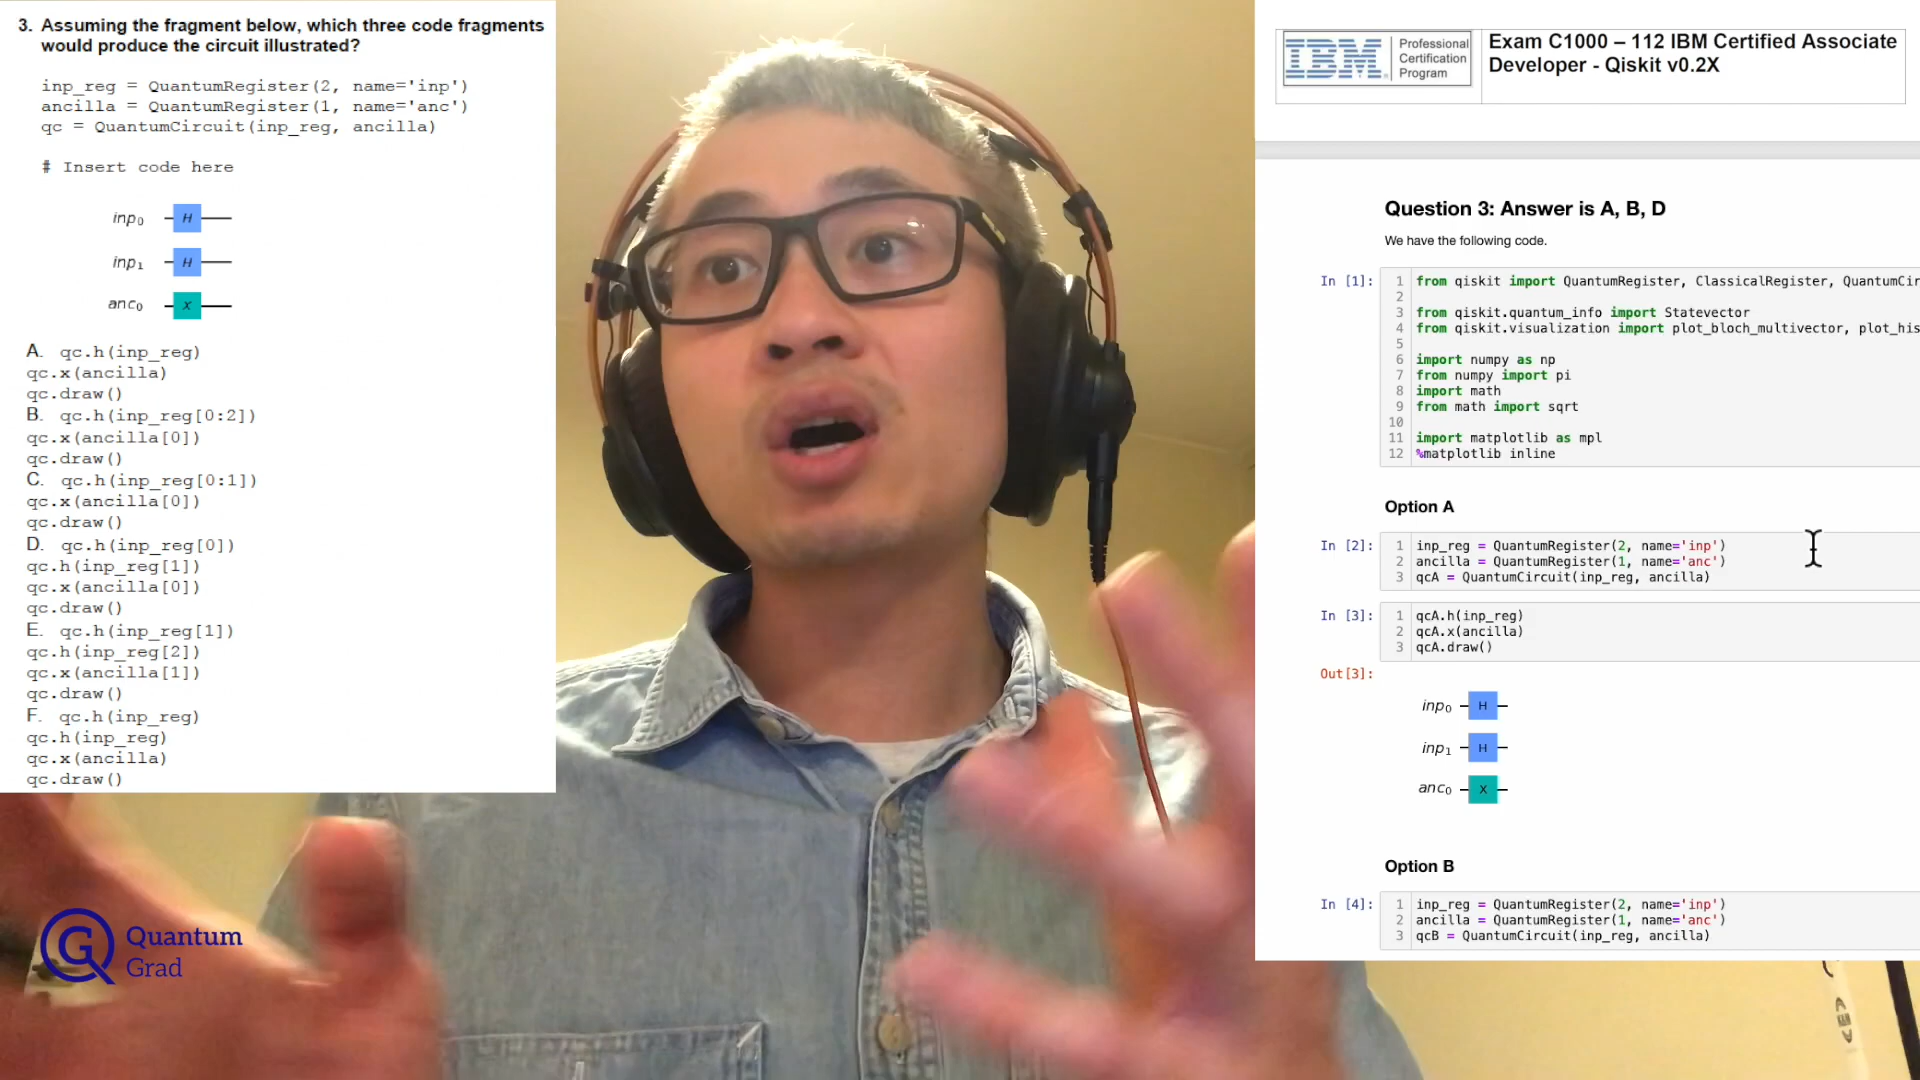 3. Assuming the fragment below, which three code fragments
would produce the circuit illustrated?
inp_reg = QuantumRegister(2, name='inp')
ancilla = QuantumRegister(1, name='anc')
qc = QuantumCircuit(inp_reg, ancilla)
# Insert code here
inp0 H
inp1 H
anc0 X
A. qc.h(inp_reg)
qc.x(ancilla)
qc.draw()
B. qc.h(inp_reg[0:2])
qc.x(ancilla[0])
qc.draw()
C. qc.h(inp_reg[0:1])
qc.x(ancilla[0])
qc.draw()
D. qc.h(inp_reg[0])
qc.h(inp_reg[1])
qc.x(ancilla[0])
qc.draw()
E. qc.h(inp_reg[1])
qc.h(inp_reg[2])
qc.x(ancilla[1])
qc.draw()
F. qc.h(inp_reg)
qc.h(inp_reg)
qc.x(ancilla)
qc.draw()
Quantum
Grad
IBM Professional
Certification
Program
Exam C1000 – 112 IBM Certified Associate
Developer - Qiskit v0.2X
Question 3: Answer is A, B, D
We have the following code.
In [1]:
1 from qiskit import QuantumRegister, ClassicalRegister, QuantumCir
2
3 from qiskit.quantum_info import Statevector
4 from qiskit.visualization import plot_bloch_multivector, plot_his
5
6 import numpy as np
7 from numpy import pi
8 import math
9 from math import sqrt
10
11 import matplotlib as mpl
12 %matplotlib inline
Option A
In [2]:
1 inp_reg = QuantumRegister(2, name='inp')
2 ancilla = QuantumRegister(1, name='anc')
3 qcA = QuantumCircuit(inp_reg, ancilla)
In [3]:
1 qcA.h(inp_reg)
2 qcA.x(ancilla)
3 qcA.draw()
Out[3]:
inp0 H
inp1 H
anc0 X
Option B
In [4]:
1 inp_reg = QuantumRegister(2, name='inp')
2 ancilla = QuantumRegister(1, name='anc')
3 qcB = QuantumCircuit(inp_reg, ancilla)